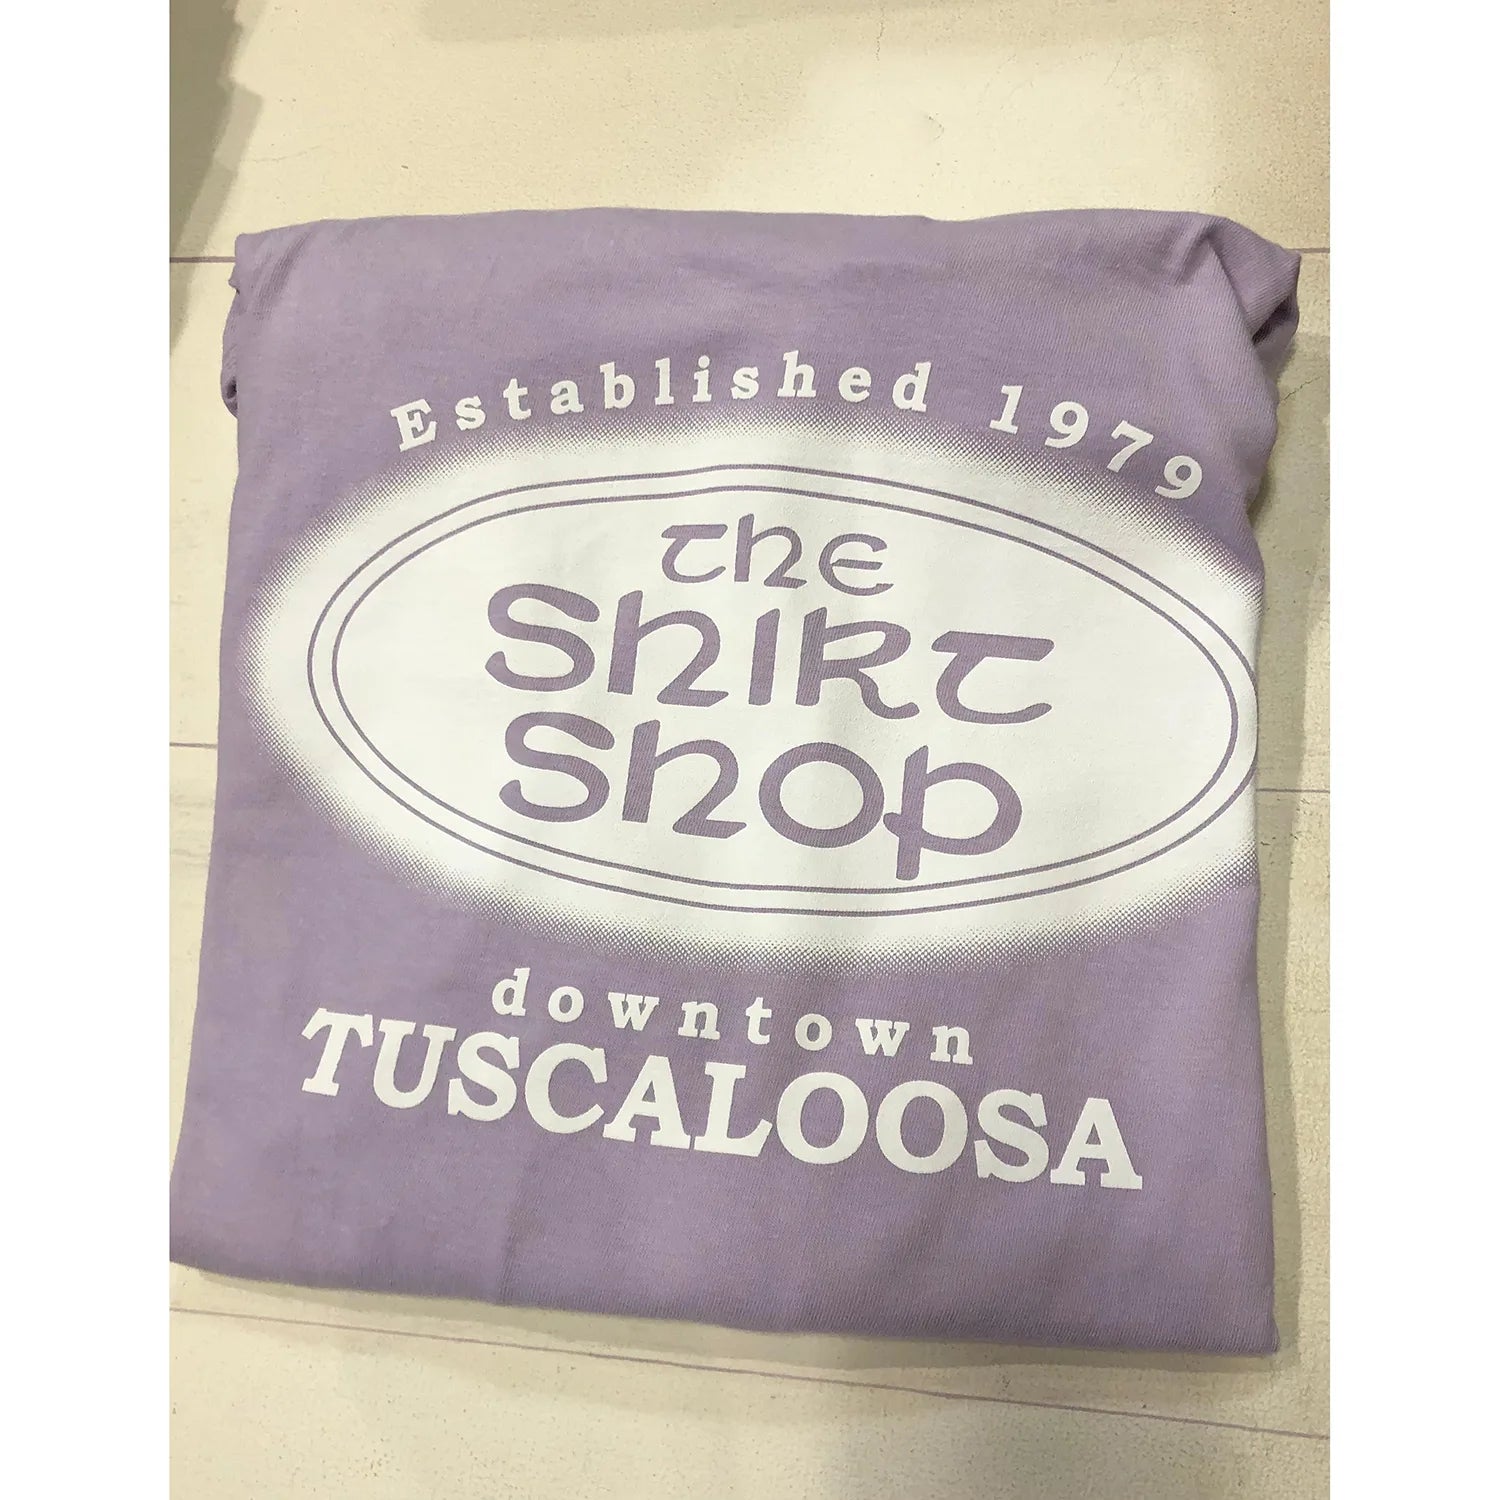 Established 1979
The
Shirt
Shop
downtown
TUSCALOOSA